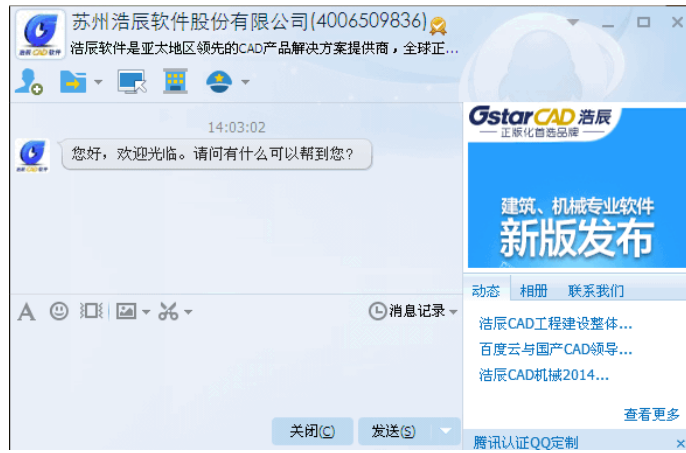 苏州浩辰软件股份有限公司(4006509836)
浩辰软件是亚太地区领先的CAD产品解决方案提供商，全球正...
14:03:02
您好，欢迎光临。请问有什么可以帮到您？
消息记录
关闭(C)
发送(S)
GstarCAD 浩辰
正版化首选品牌
建筑、机械专业软件
新版发布
动态 相册 联系我们
浩辰CAD工程建设整体...
百度云与国产CAD领导...
浩辰CAD机械2014...
查看更多
腾讯认证QQ定制